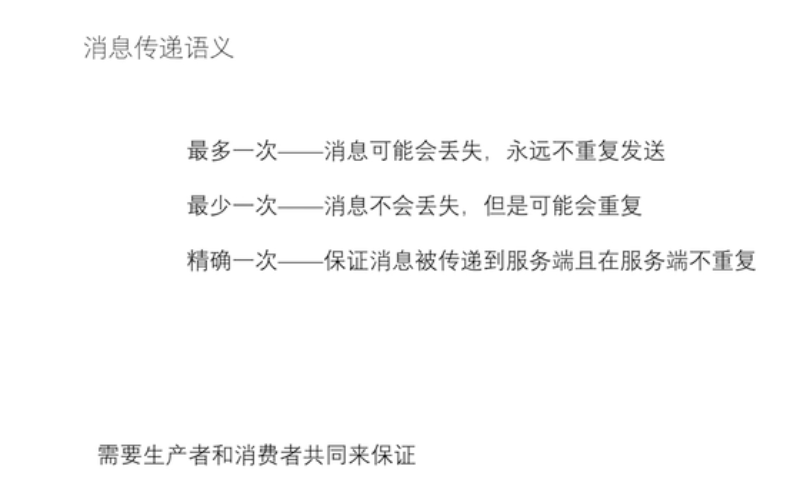 消息传递语义
最多一次——消息可能会丢失，永远不重复发送
最少一次——消息不会丢失，但是可能会重复
精确一次——保证消息被传递到服务端且在服务端不重复
需要生产者和消费者共同来保证